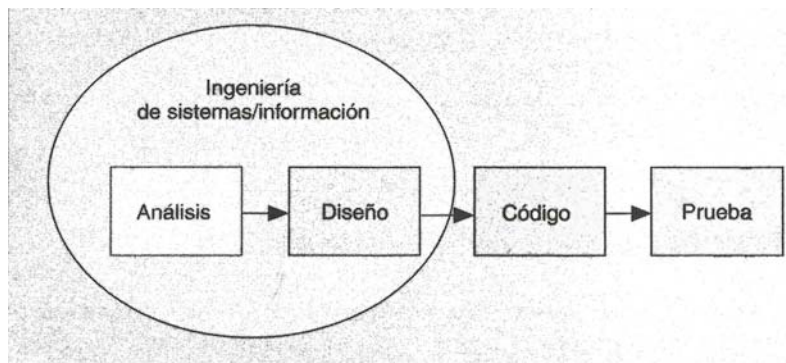 Ingeniería
de sistemas/información
Análisis
Diseño
Código
Prueba